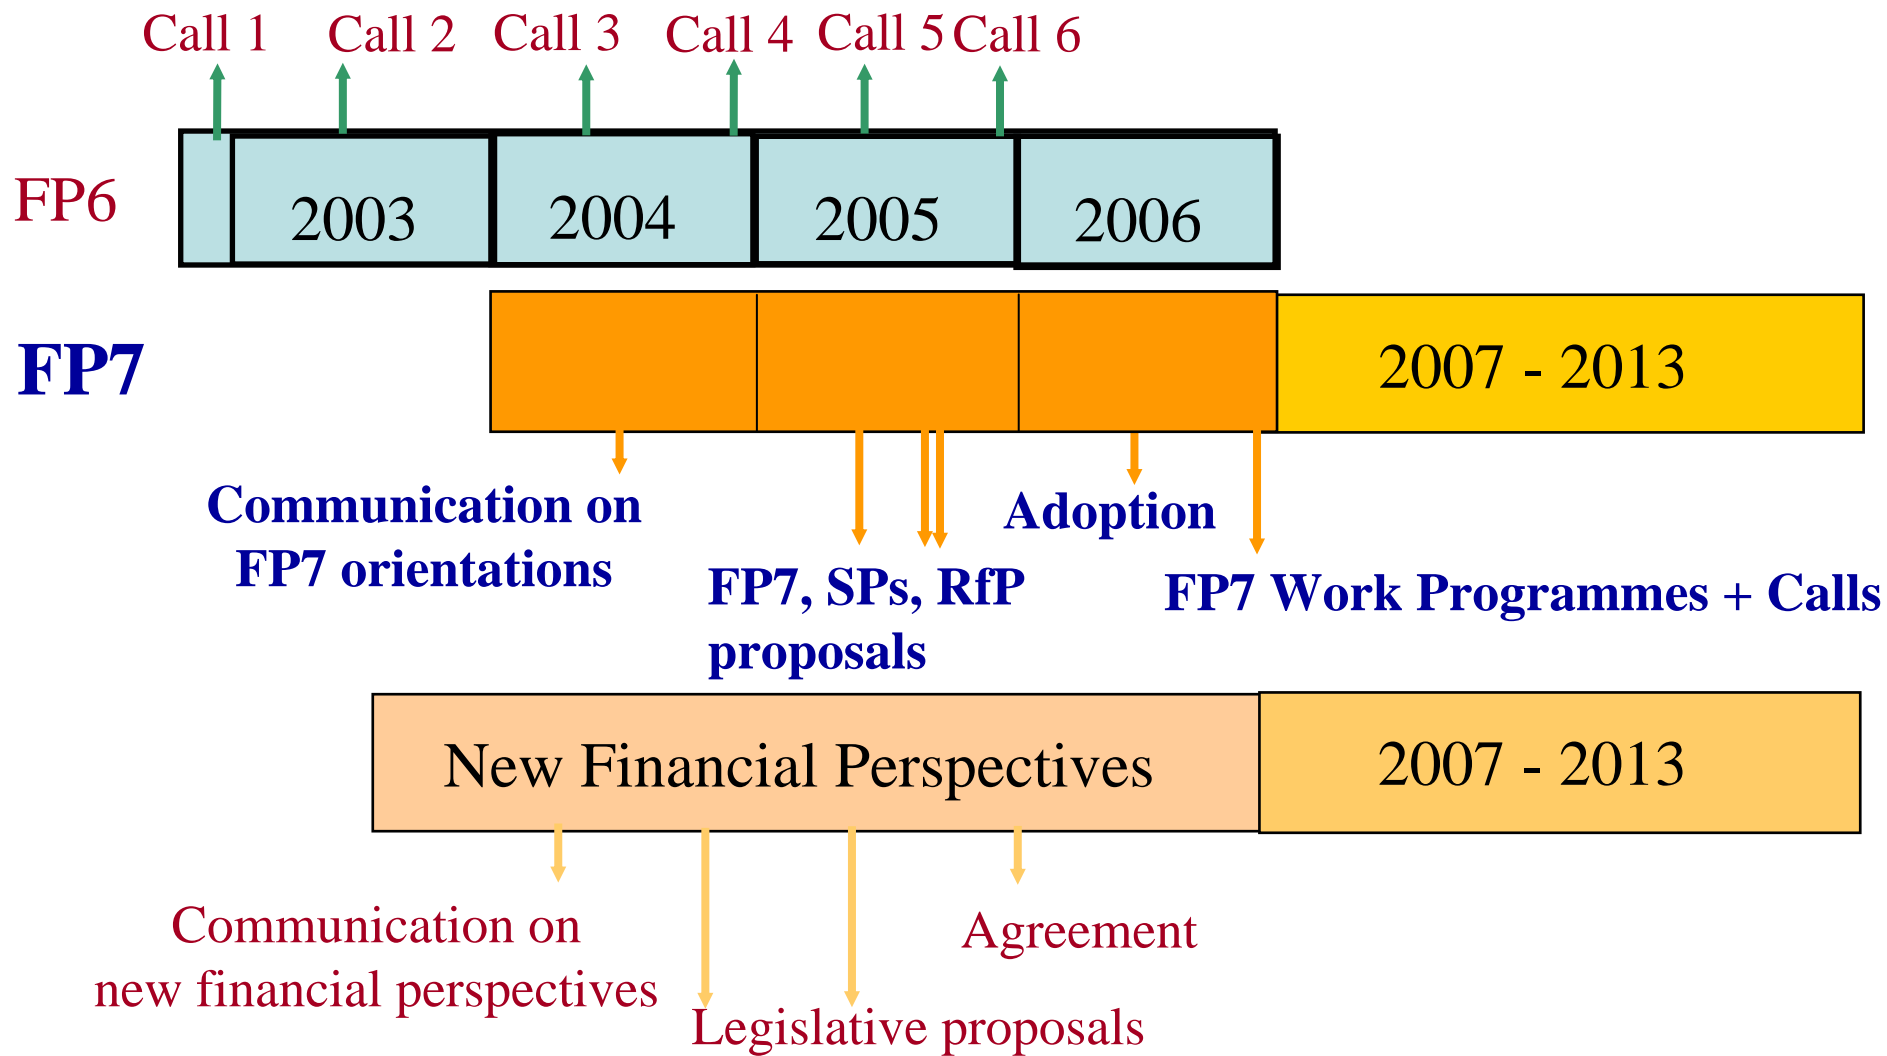 Call 1 Call 2 Call 3 Call 4 Call 5 Call 6
FP6
2003 2004 2005 2006
FP7
2007 - 2013
Communication on
FP7 orientations
Adoption
FP7, SPs, RfP
proposals
FP7 Work Programmes + Calls
New Financial Perspectives
2007 - 2013
Communication on
new financial perspectives
Agreement
Legislative proposals